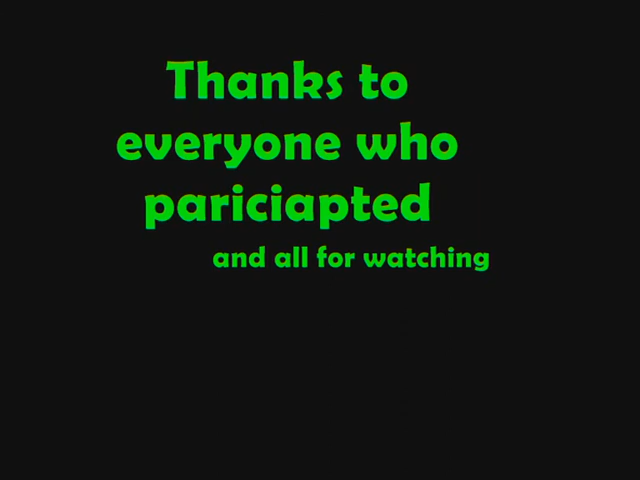 Thanks to
everyone who
pariciapted
and all for watching